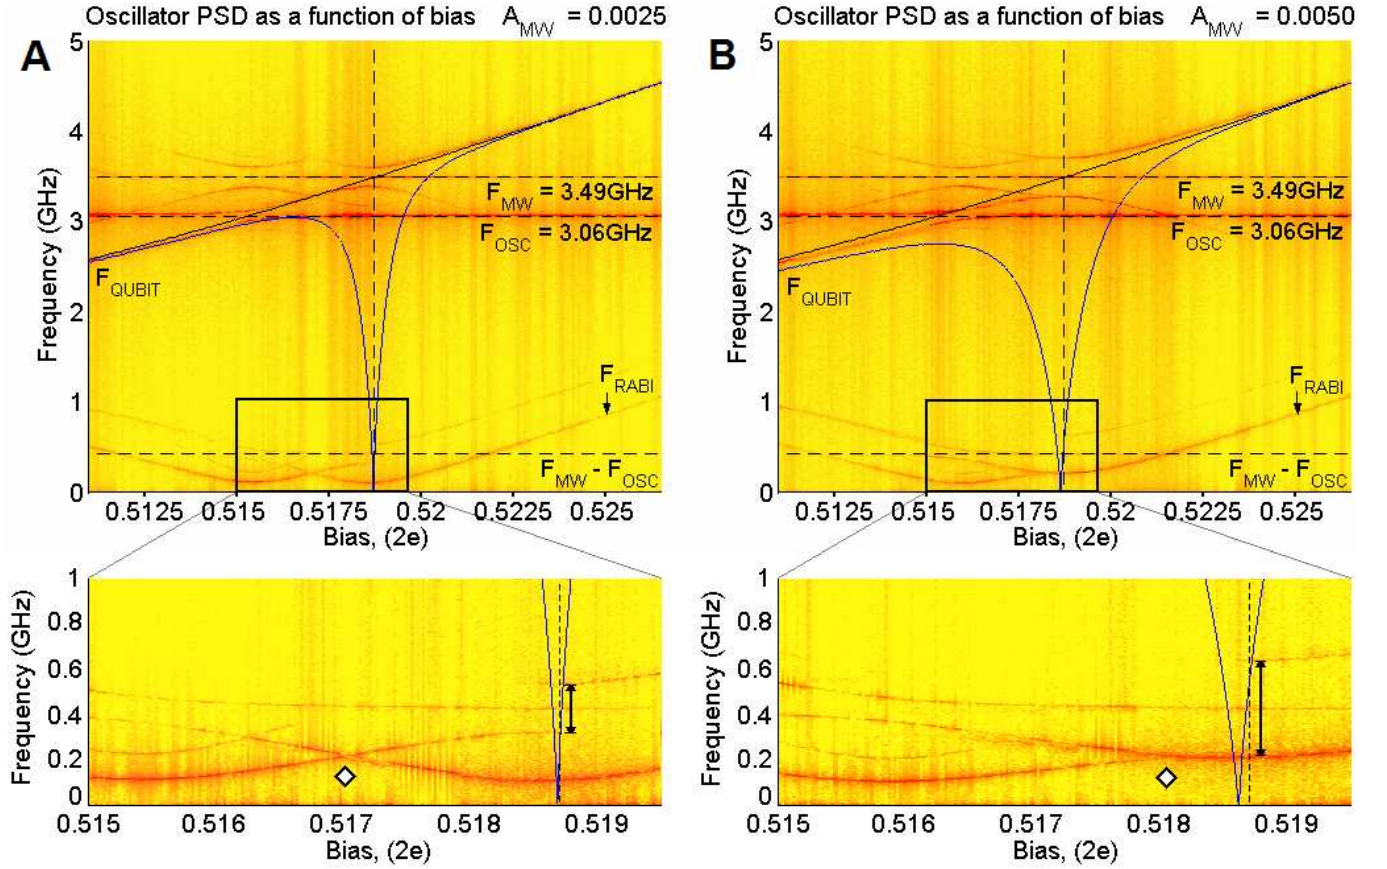 Oscillator PSD as a function of bias A_MW = 0.0025
A
5
4
3
2
1
0
Frequency (GHz)
F_MW = 3.49GHz
F_OSC = 3.06GHz
F_QUBIT
F_RABI
F_MW - F_OSC
0.5125 0.515 0.5175 0.52 0.5225 0.525
Bias, (2e)
Oscillator PSD as a function of bias A_MW = 0.0050
B
5
4
3
2
1
0
Frequency (GHz)
F_MW = 3.49GHz
F_OSC = 3.06GHz
F_QUBIT
F_RABI
F_MW - F_OSC
0.5125 0.515 0.5175 0.52 0.5225 0.525
Bias, (2e)
1
0.8
0.6
0.4
0.2
0
Frequency (GHz)
0.515 0.516 0.517 0.518 0.519
Bias, (2e)
1
0.8
0.6
0.4
0.2
0
Frequency (GHz)
0.515 0.516 0.517 0.518 0.519
Bias, (2e)